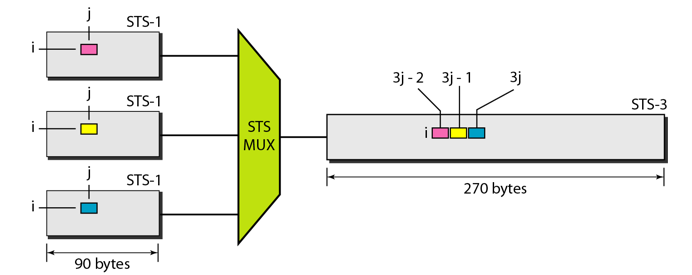 j
STS-1
i
j
STS-1
i
j
STS-1
i
90 bytes
STS
MUX
3j - 2
3j - 1
3j
STS-3
i
270 bytes